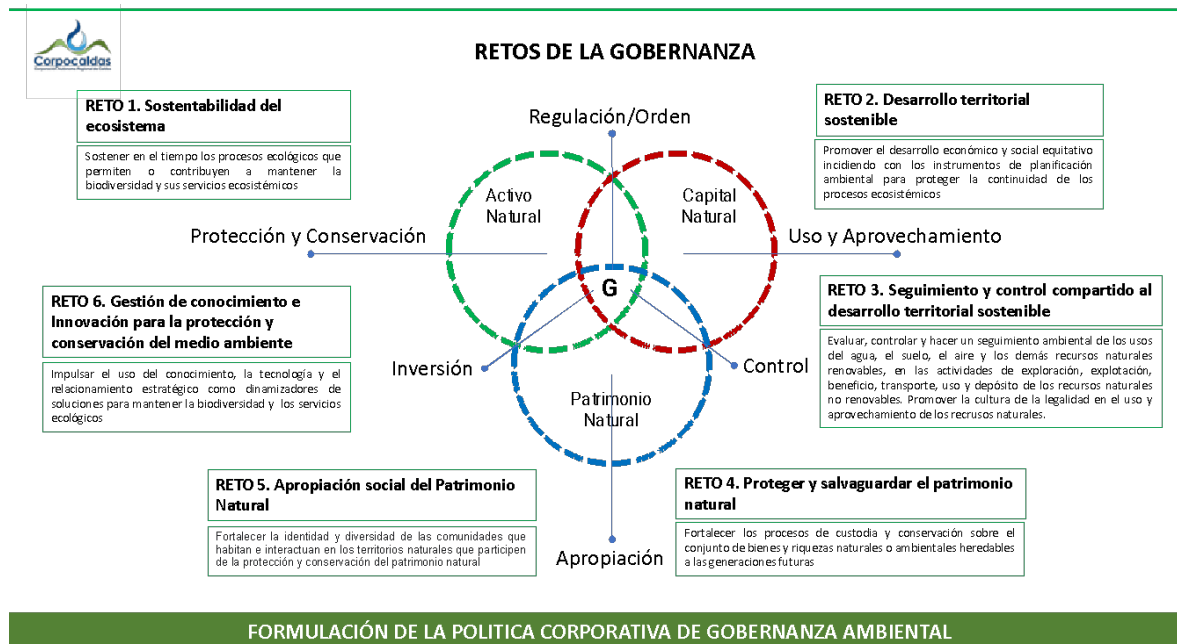 Corpocaldas
RETOS DE LA GOBERNANZA
RETO 1. Sostentabilidad del
ecosistema
Sostener en el tiempo los procesos ecológicos que
permiten o contribuyen a mantener la
biodiversidad y sus servicios ecosistémicos
Regulación/Orden
RETO 2. Desarrollo territorial
sostenible
Promover el desarrollo económico y social equitativo
incidiendo con los instrumentos de planificación
ambiental para proteger la continuidad de los
procesos ecosistémicos
Activo
Natural
Capital
Natural
Protección y Conservación
Uso y Aprovechamiento
G
RETO 6. Gestión de conocimiento e
Innovación para la protección y
conservación del medio ambiente
Impulsar el uso del conocimiento, la tecnología y el
relacionamiento estratégico como dinamizadores de
soluciones para mantener la biodiversidad y los servicios
ecológicos
RETO 3. Seguimiento y control compartido al
desarrollo territorial sostenible
Evaluar, controlar y hacer un seguimiento ambiental de los usos
del agua, el suelo, el aire y los demás recursos naturales
renovables, en las actividades de exploración, explotación,
beneficio, transporte, uso y depósito de los recursos naturales
no renovables. Promover la cultura de la legalidad en el uso y
aprovechamiento de los recrusos naturales.
Inversión
Control
Patrimonio
Natural
RETO 5. Apropiación social del Patrimonio
Natural
Fortalecer la identidad y diversidad de las comunidades que
habitan e interactuan en los territorios naturales que participen
de la protección y conservación del patrimonio natural
Apropiación
RETO 4. Proteger y salvaguardar el patrimonio
natural
Fortalecer los procesos de custodia y conservación sobre el
conjunto de bienes y riquezas naturales o ambientales heredables
a las generaciones futuras
FORMULACIÓN DE LA POLITICA CORPORATIVA DE GOBERNANZA AMBIENTAL